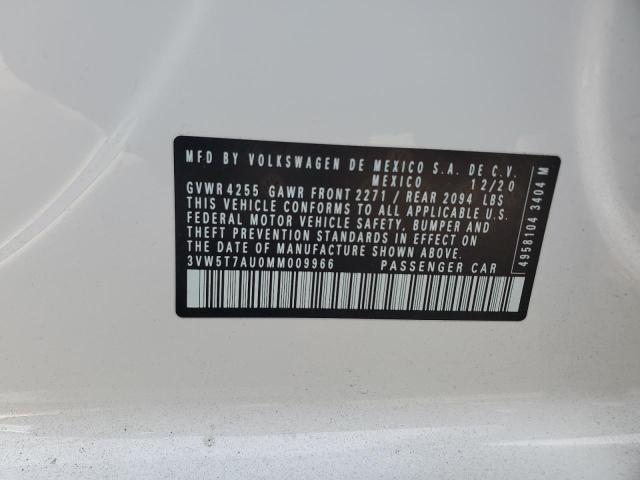 MFD BY VOLKSWAGEN DE MEXICO S.A. DE C.V.
MEXICO 12/20
GVWR 4255 GAWR FRONT 2271 / REAR 2094 LBS
THIS VEHICLE CONFORMS TO ALL APPLICABLE U.S.
FEDERAL MOTOR VEHICLE SAFETY, BUMPER AND
THEFT PREVENTION STANDARDS IN EFFECT ON
THE DATE OF MANUFACTURE SHOWN ABOVE.
3VW5T7AU0MM009966 PASSENGER CAR
4958104 3404 M